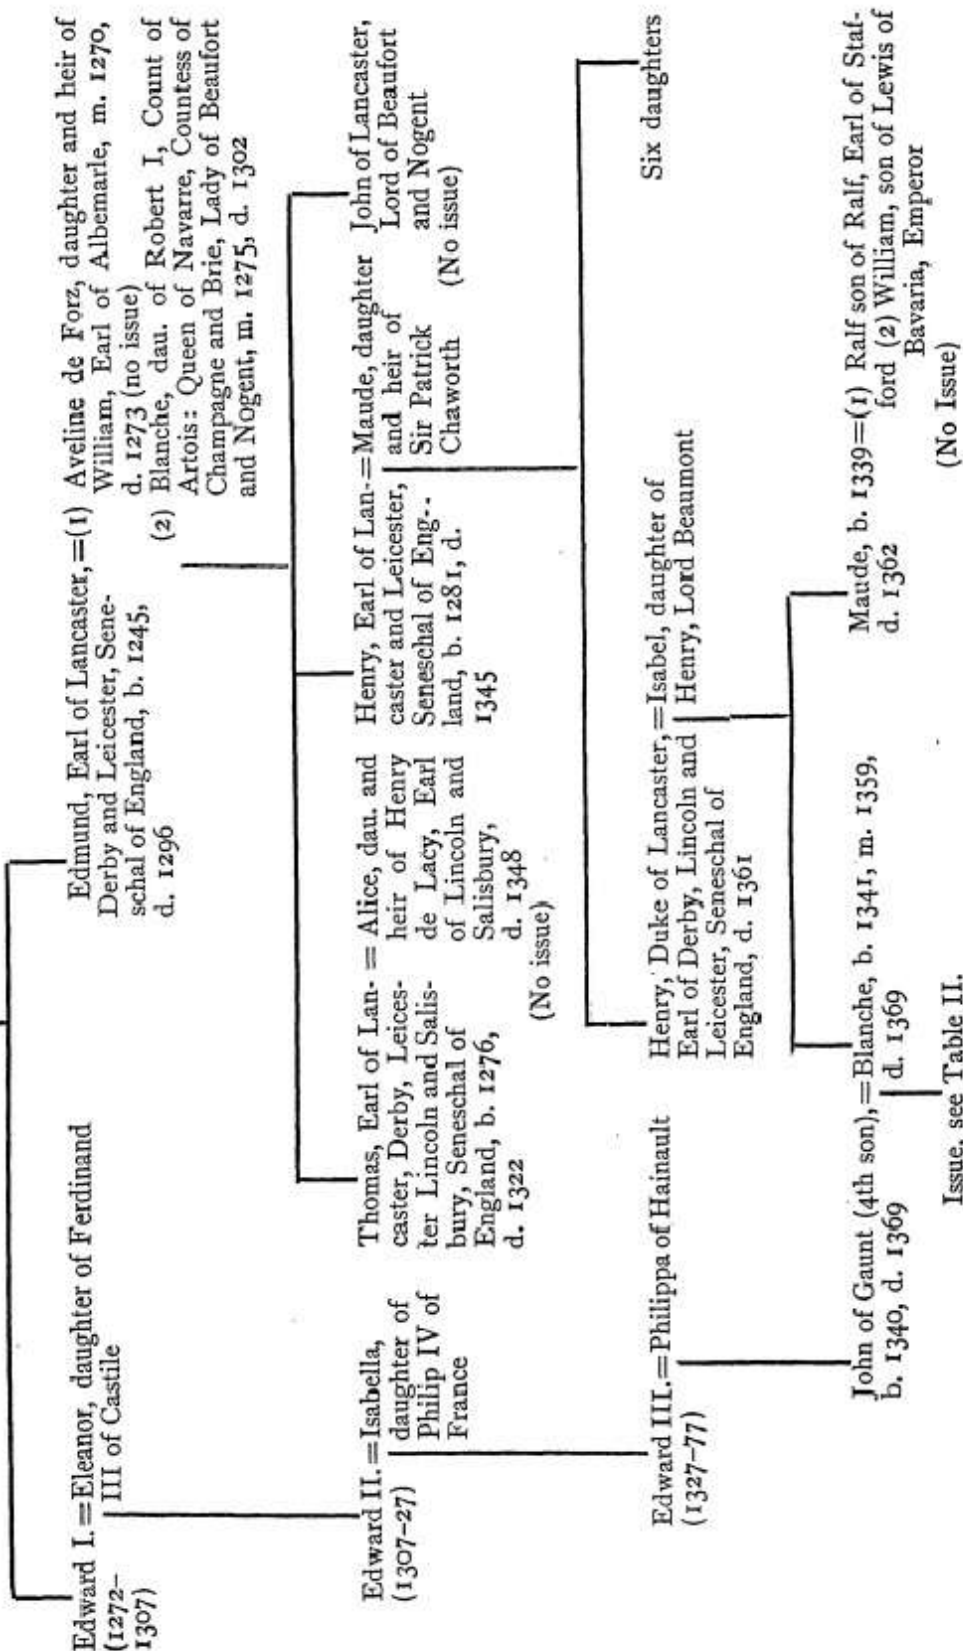 Edward I.=Eleanor, daughter of Ferdinand
(1272– III of Castile
1307)
Edmund, Earl of Lancaster,=(1) Aveline de Forz, daughter and heir of
Derby and Leicester, Sene- William, Earl of Albemarle, m. 1270,
schal of England, b. 1245, d. 1273 (no issue)
d. 1296
(2) Blanche, dau. of Robert I, Count of
Artois: Queen of Navarre, Countess of
Champagne and Brie, Lady of Beaufort
and Nogent, m. 1275, d. 1302
Edward II.=Isabella,
(1307–27) daughter of
Philip IV of
France
Thomas, Earl of Lan- = Alice, dau. and
caster, Derby, Leices- heir of Henry
ter Lincoln and Salis- de Lacy, Earl
bury, Seneschal of of Lincoln and
England, b. 1276, Salisbury,
d. 1322 d. 1348
(No issue)
Henry, Earl of Lan-=Maude, daughter
caster and Leicester, and heir of
Seneschal of Eng-- Sir Patrick
land, b. 1281, d. Chaworth
1345
John of Lancaster,
Lord of Beaufort
and Nogent
(No issue)
Edward III.=Philippa of Hainault
(1327–77)
Henry, Duke of Lancaster,=Isabel, daughter of
Earl of Derby, Lincoln and Henry, Lord Beaumont
Leicester, Seneschal of
England, d. 1361
Six daughters
John of Gaunt (4th son),=Blanche, b. 1341, m. 1359,
b. 1340, d. 1369 d. 1369
Maude, b. 1339=(1) Ralf son of Ralf, Earl of Staf-
d. 1362 ford (2) William, son of Lewis of
Bavaria, Emperor
(No Issue)
Issue, see Table II.